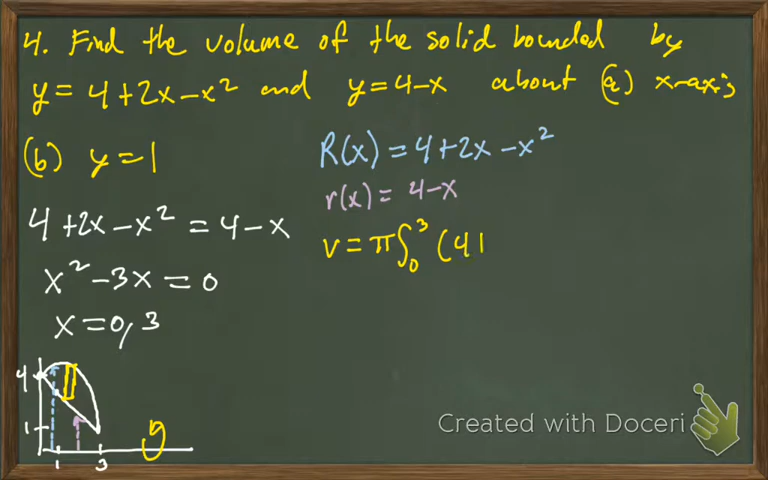 4. Find the volume of the solid bounded by
y = 4+2x-x² and y=4-x about (a) x-axis
(b) y=1
R(x) = 4+2x-x²
r(x) = 4-x
4+2x-x² = 4-x
v = π∫₀³ (4
x²-3x=0
x=0,3
4
1
1 3
Created with Doceri